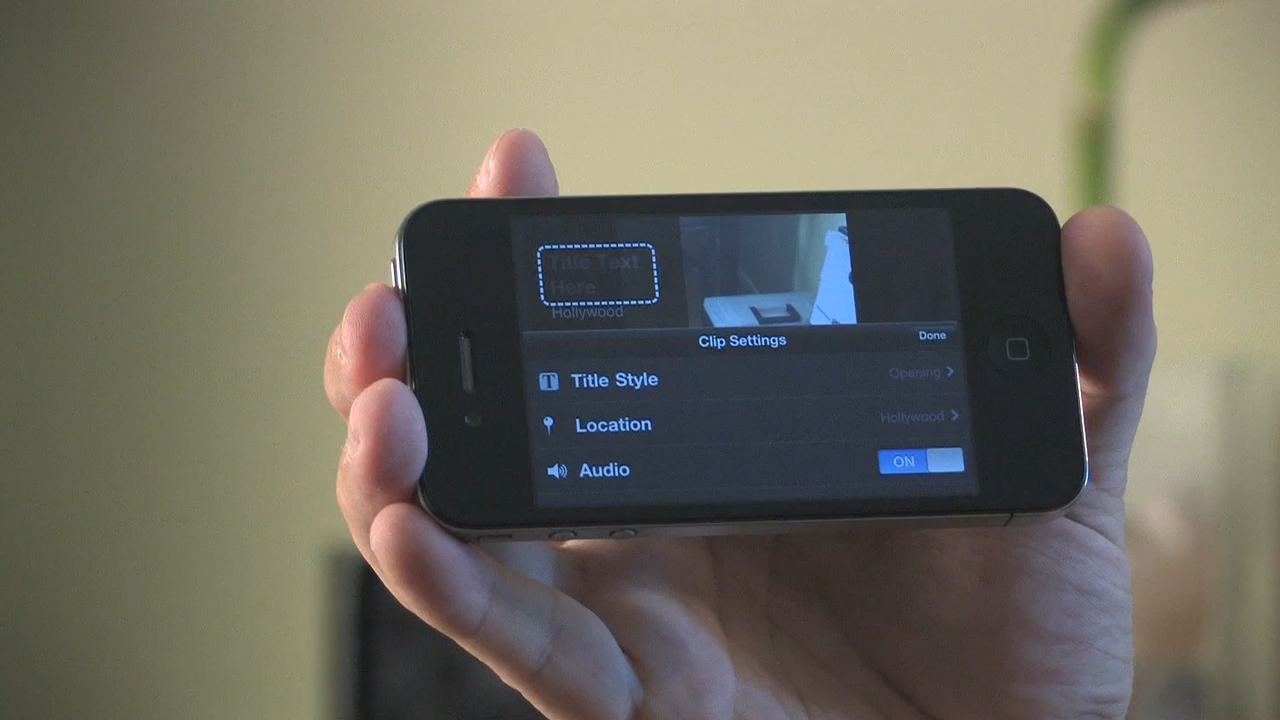 Title Text
Here
Hollywood
Clip Settings
Done
T Title Style
Opening
Location
Hollywood
Audio
ON